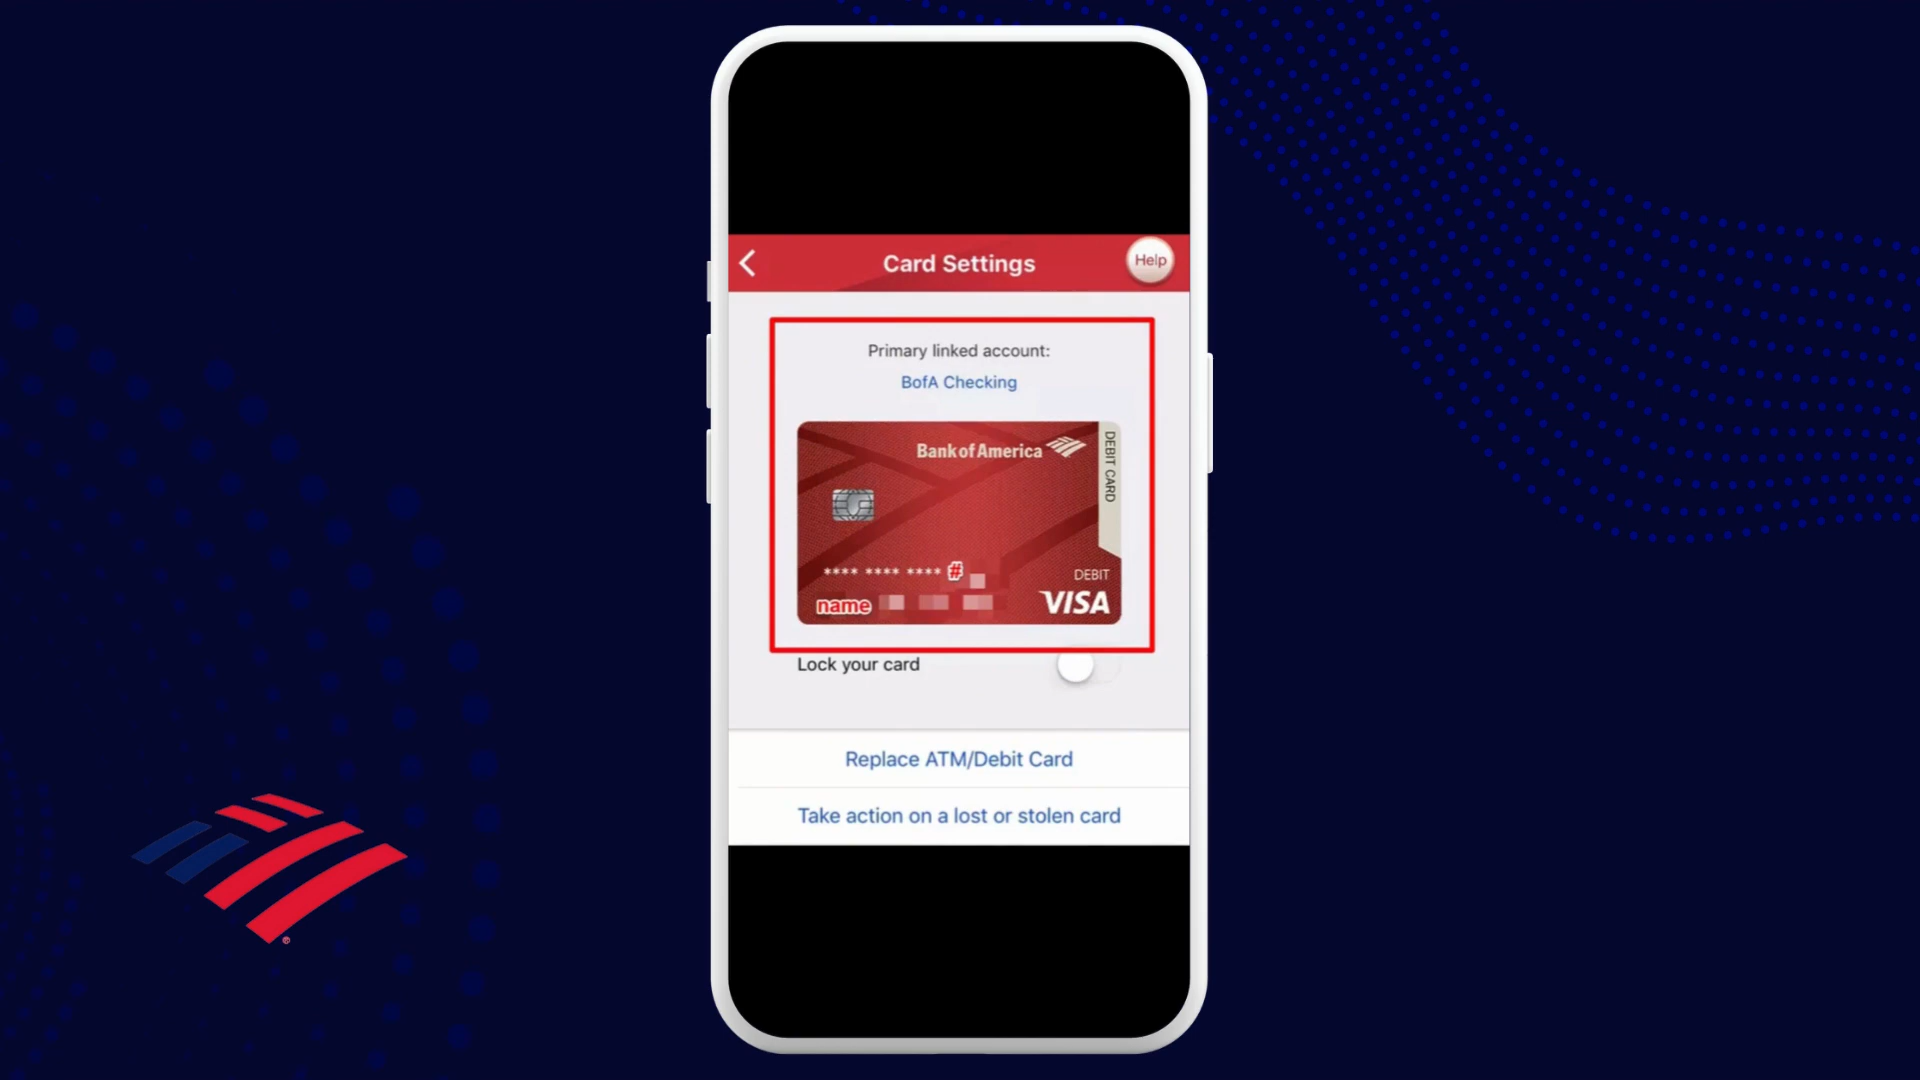 Card Settings
Help
Primary linked account:
BofA Checking
Bank of America
DEBIT CARD
**** **** **** #
DEBIT
name
VISA
Lock your card
Replace ATM/Debit Card
Take action on a lost or stolen card
®